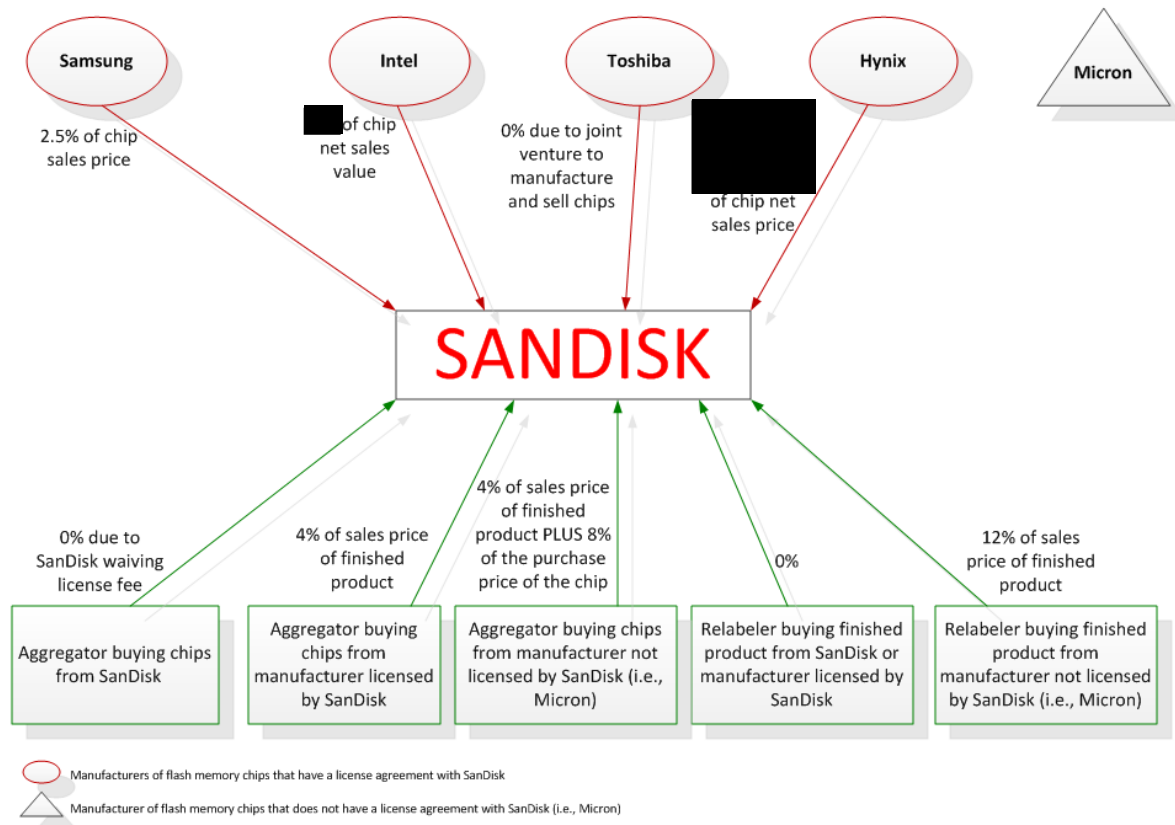 Samsung
Intel
Toshiba
Hynix
Micron
2.5% of chip
sales price
of chip
net sales
value
0% due to joint
venture to
manufacture
and sell chips
of chip net
sales price
SANDISK
0% due to
SanDisk waiving
license fee
4% of sales price
of finished
product
4% of sales price
of finished
product PLUS 8%
of the purchase
price of the chip
0%
12% of sales
price of finished
product
Aggregator buying chips
from SanDisk
Aggregator buying
chips from
manufacturer licensed
by SanDisk
Aggregator buying chips
from manufacturer not
licensed by SanDisk (i.e.,
Micron)
Relabeler buying finished
product from SanDisk or
manufacturer licensed by
SanDisk
Relabeler buying finished
product from
manufacturer not licensed
by SanDisk (i.e., Micron)
Manufacturers of flash memory chips that have a license agreement with SanDisk
Manufacturer of flash memory chips that does not have a license agreement with SanDisk (i.e., Micron)